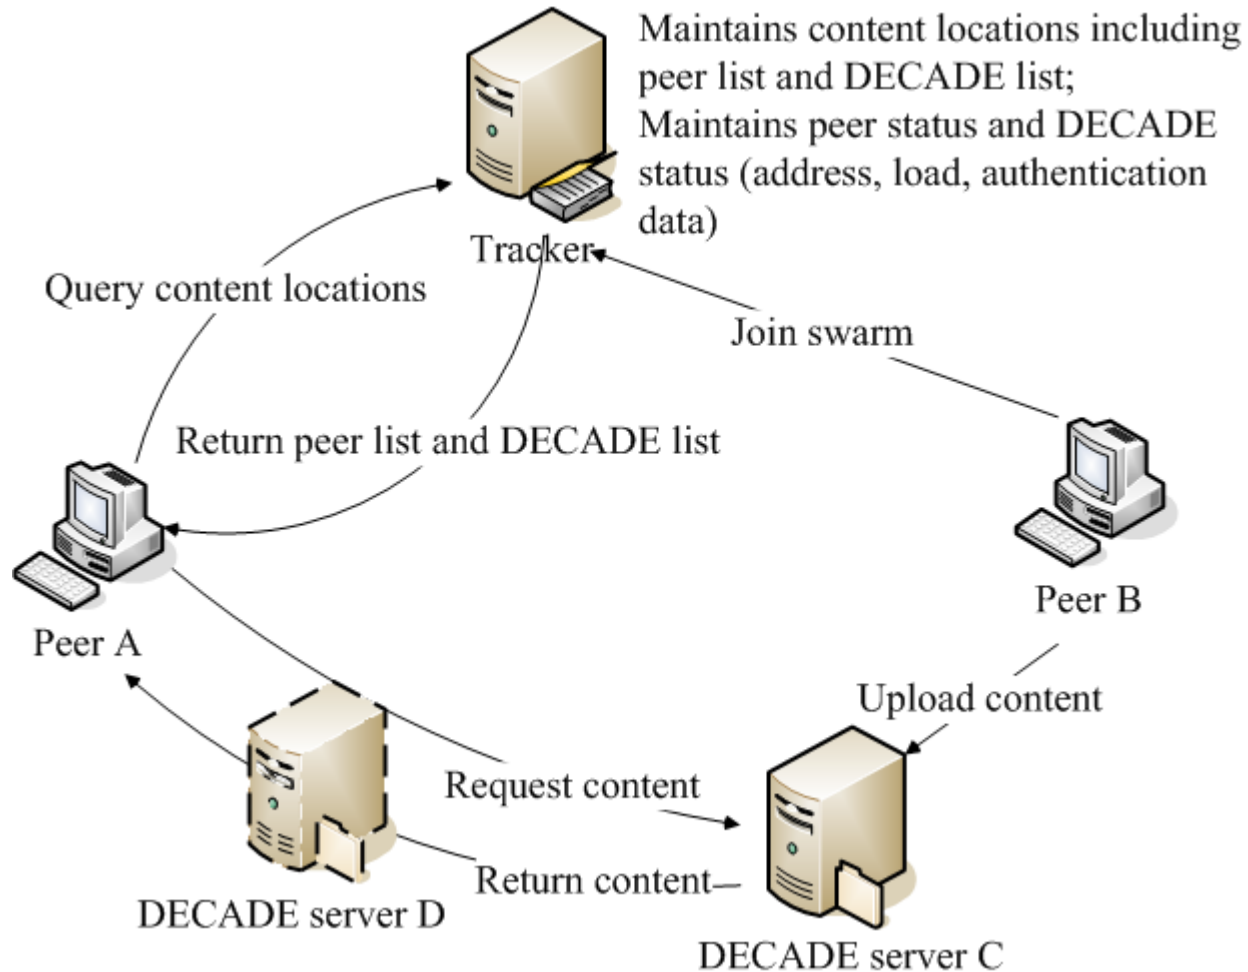 Maintains content locations including
peer list and DECADE list;
Maintains peer status and DECADE
status (address, load, authentication
data)
Tracker
Query content locations
Join swarm
Return peer list and DECADE list
Peer A
Peer B
Upload content
Request content
Return content
DECADE server D
DECADE server C